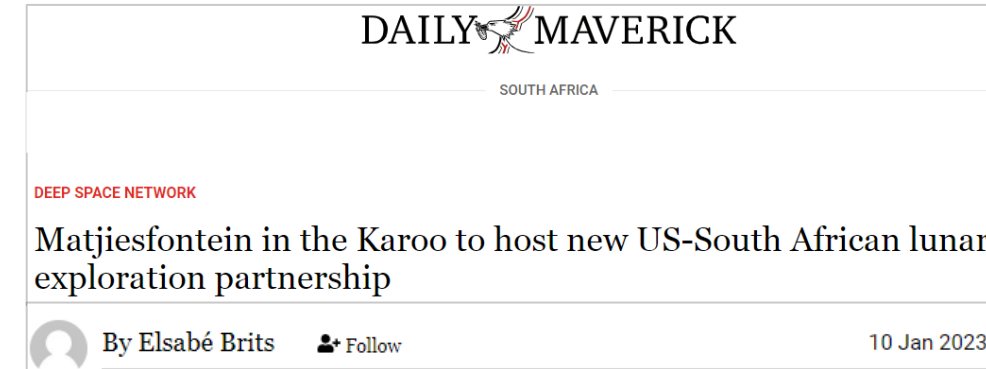 DAILY MAVERICK
SOUTH AFRICA
DEEP SPACE NETWORK
Matjiesfontein in the Karoo to host new US-South African lunar
exploration partnership
By Elsabé Brits Follow 10 Jan 2023